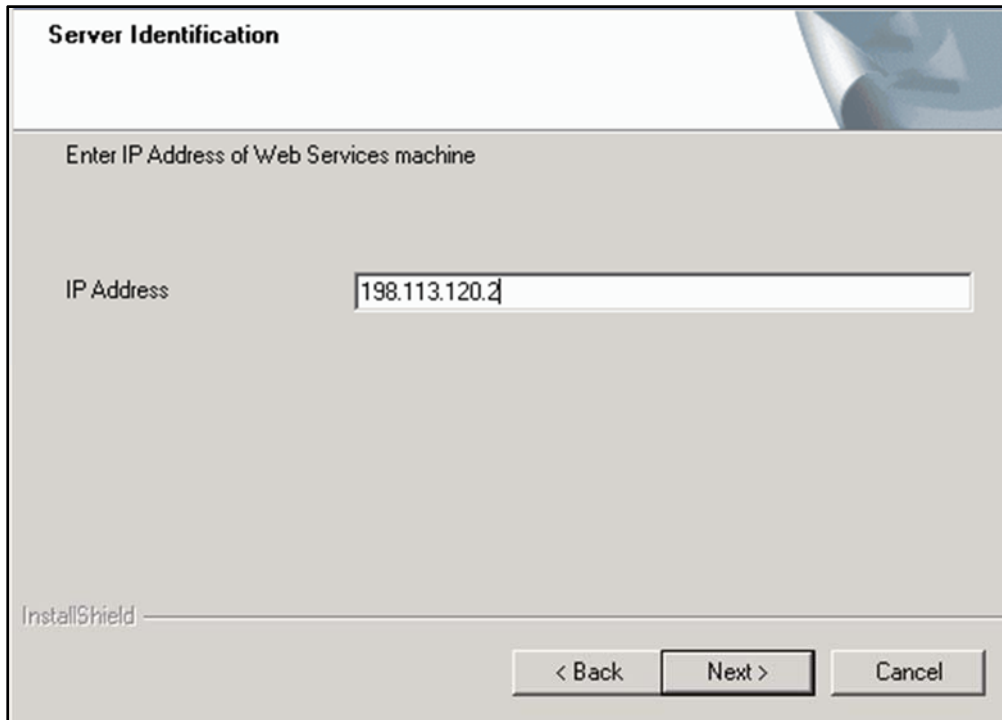 Server Identification
Enter IP Address of Web Services machine
IP Address
198.113.120.2
InstallShield
< Back
Next >
Cancel